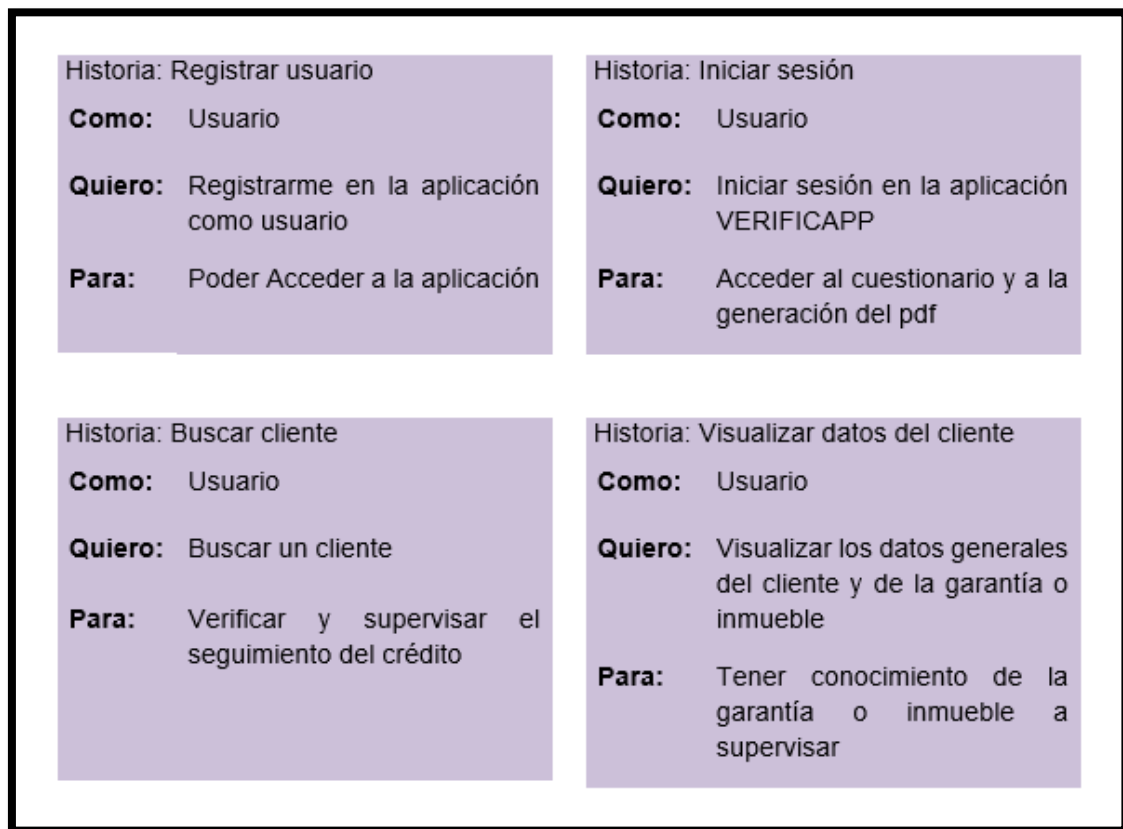 Historia: Registrar usuario
Como: Usuario
Quiero: Registrarme en la aplicación
como usuario
Para: Poder Acceder a la aplicación
Historia: Iniciar sesión
Como: Usuario
Quiero: Iniciar sesión en la aplicación
VERIFICAPP
Para: Acceder al cuestionario y a la
generación del pdf
Historia: Buscar cliente
Como: Usuario
Quiero: Buscar un cliente
Para: Verificar y supervisar el
seguimiento del crédito
Historia: Visualizar datos del cliente
Como: Usuario
Quiero: Visualizar los datos generales
del cliente y de la garantía o
inmueble
Para: Tener conocimiento de la
garantía o inmueble a
supervisar